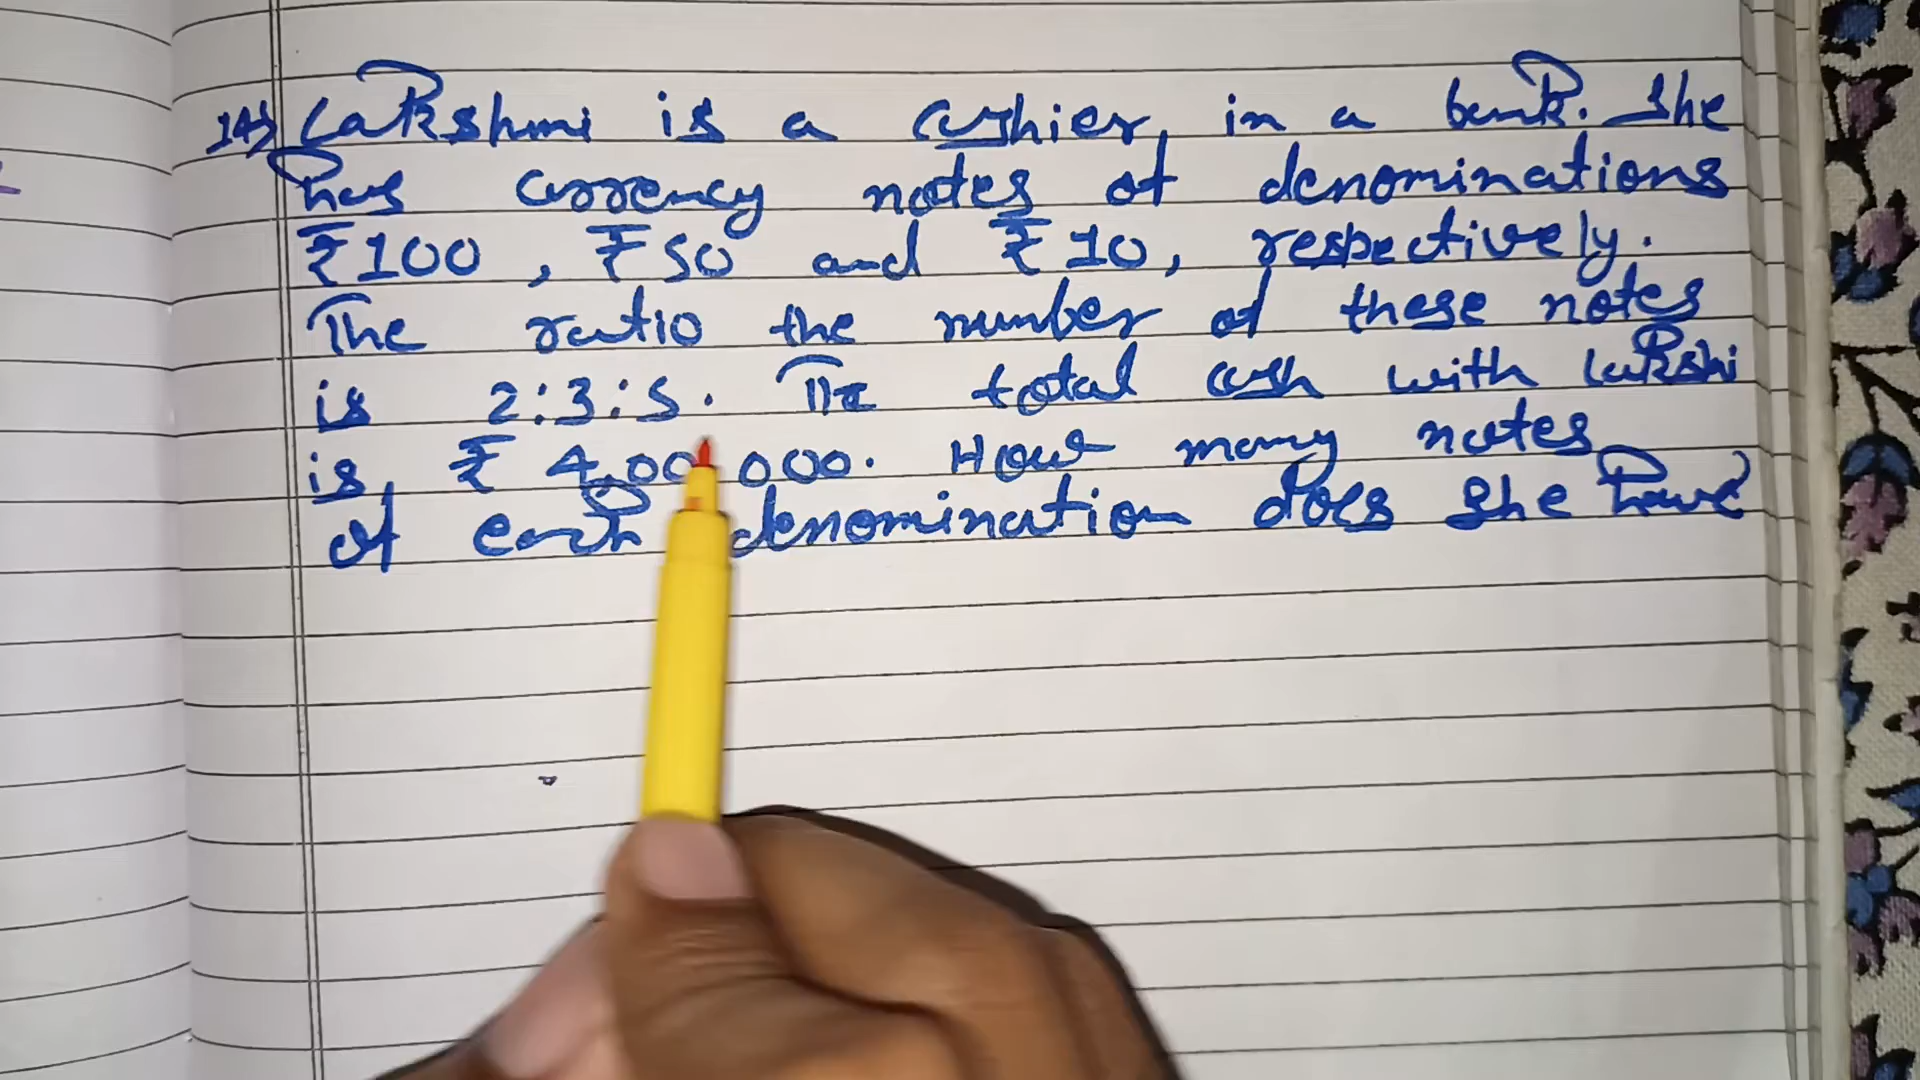 14) Lakshmi is a cashier in a bank. She
has currency notes of denominations
₹100, ₹50 and ₹10, respectively.
The ratio the number of these notes
is 2:3:5. The total cash with Lakshi
is ₹ 4,00,000. How many notes
of each denomination does she have?